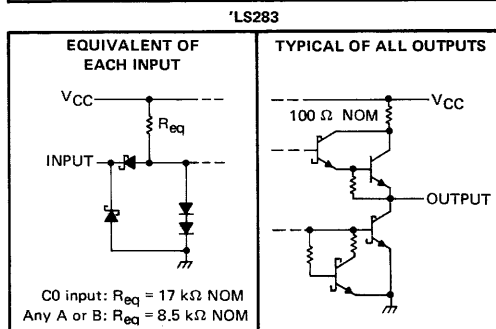 'LS283
EQUIVALENT OF
EACH INPUT
VCC
Req
INPUT
C0 input: Req = 17 kΩ NOM
Any A or B: Req = 8.5 kΩ NOM
TYPICAL OF ALL OUTPUTS
VCC
100 Ω NOM
OUTPUT